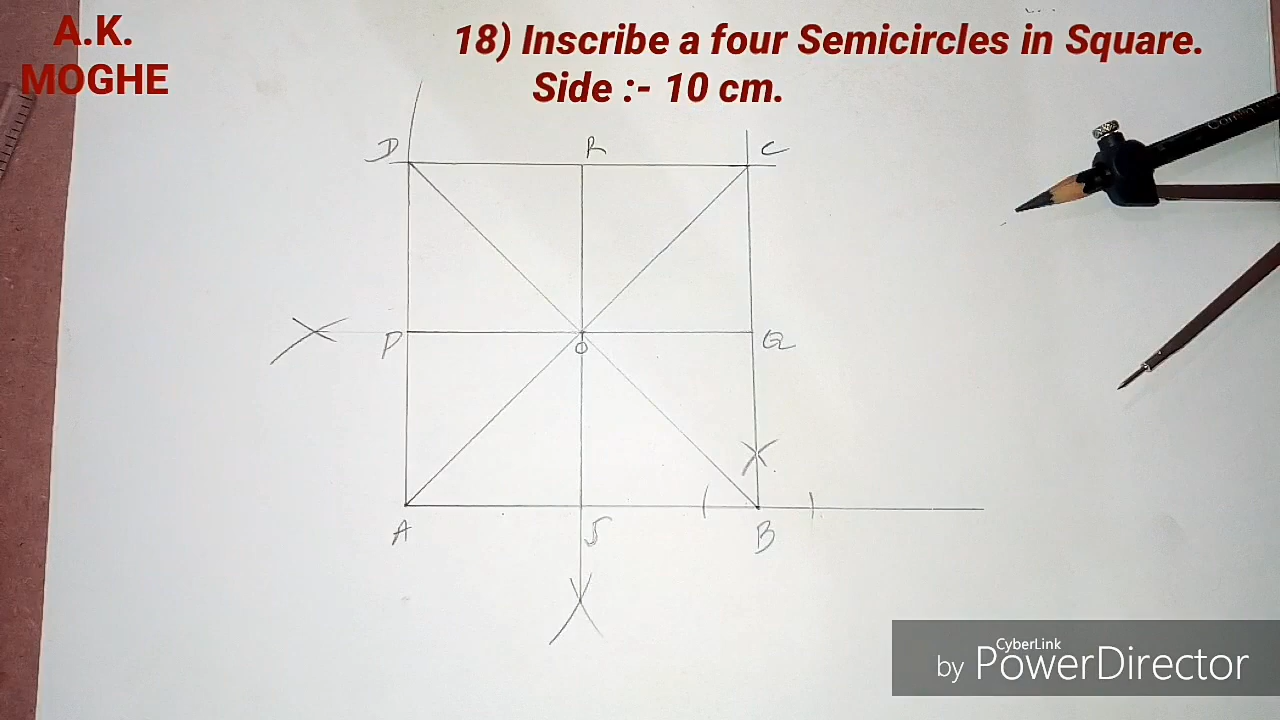 A.K.
MOGHE
18) Inscribe a four Semicircles in Square.
Side :- 10 cm.
D R C
P O Q
A S B
CyberLink
by PowerDirector